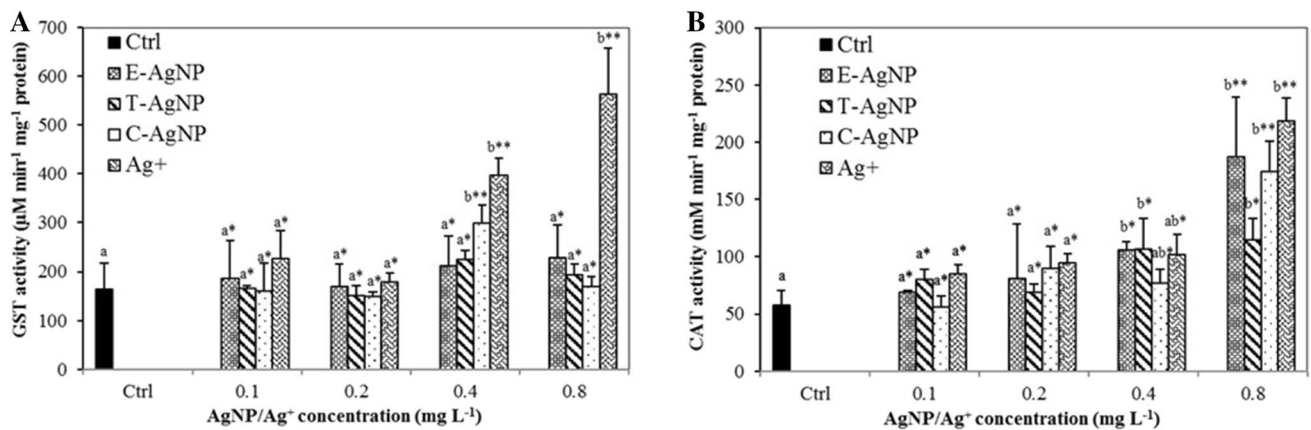 A
GST activity (µM min-1 mg-1 protein)
700
600
500
400
300
200
100
0
Ctrl
E-AgNP
T-AgNP
C-AgNP
Ag+
a
a*
a*
a*
a*
a*
a*
a*
a*
a*
a*
b**
b**
a*
a*
a*
b**
Ctrl
0.1
0.2
0.4
0.8
AgNP/Ag+ concentration (mg L-1)
B
CAT activity (mM min-1 mg-1 protein)
300
250
200
150
100
50
0
Ctrl
E-AgNP
T-AgNP
C-AgNP
Ag+
a
a*
a*
a*
a*
a*
a*
a*
a*
b*
b*
ab*
ab*
b**
b*
b**
b**
Ctrl
0.1
0.2
0.4
0.8
AgNP/Ag+ concentration (mg L-1)